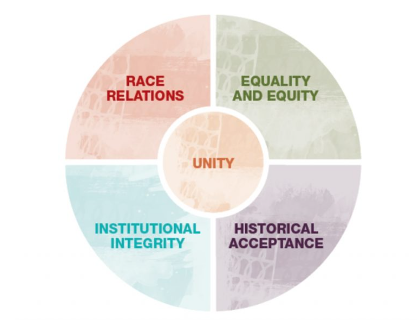 RACE
RELATIONS
EQUALITY
AND EQUITY
UNITY
INSTITUTIONAL
INTEGRITY
HISTORICAL
ACCEPTANCE